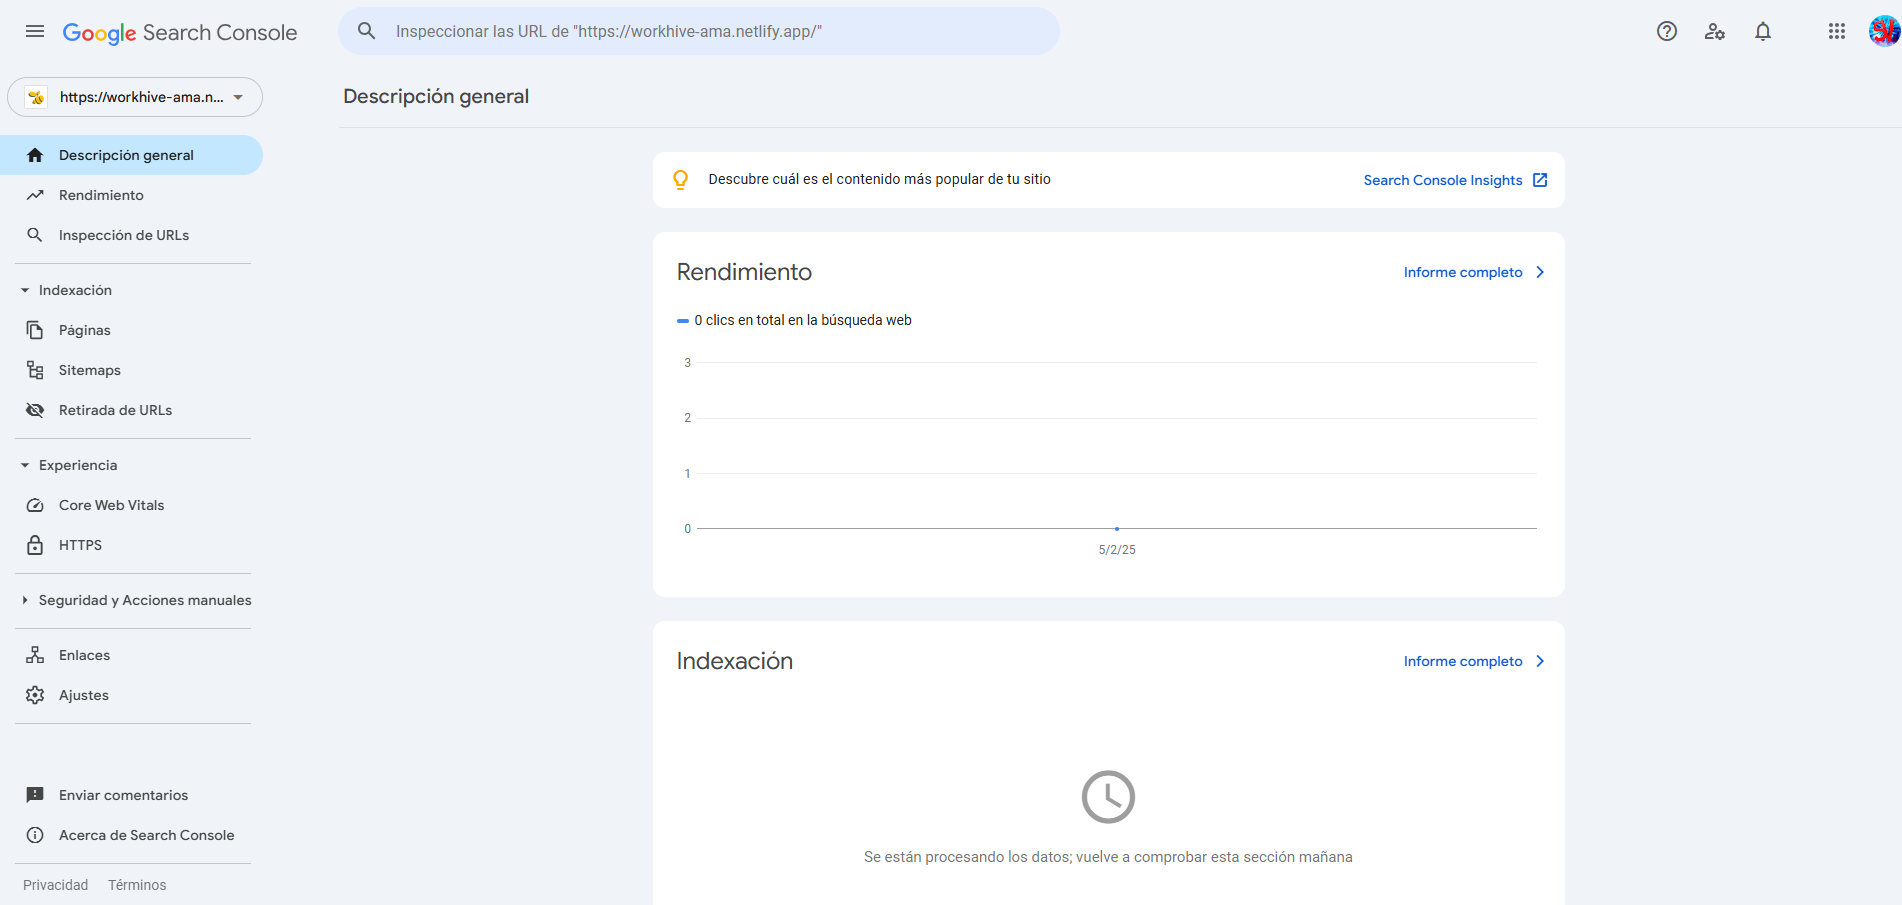 Google Search Console
Inspeccionar las URL de "https://workhive-ama.netlify.app/"
https://workhive-ama.n...
Descripción general
Rendimiento
Inspección de URLs
Indexación
Páginas
Sitemaps
Retirada de URLs
Experiencia
Core Web Vitals
HTTPS
Seguridad y Acciones manuales
Enlaces
Ajustes
Enviar comentarios
Acerca de Search Console
Privacidad Términos
Descripción general
Descubre cuál es el contenido más popular de tu sitio
Search Console Insights
Rendimiento
Informe completo
0 clics en total en la búsqueda web
3
2
1
0
5/2/25
Indexación
Informe completo
Se están procesando los datos; vuelve a comprobar esta sección mañana